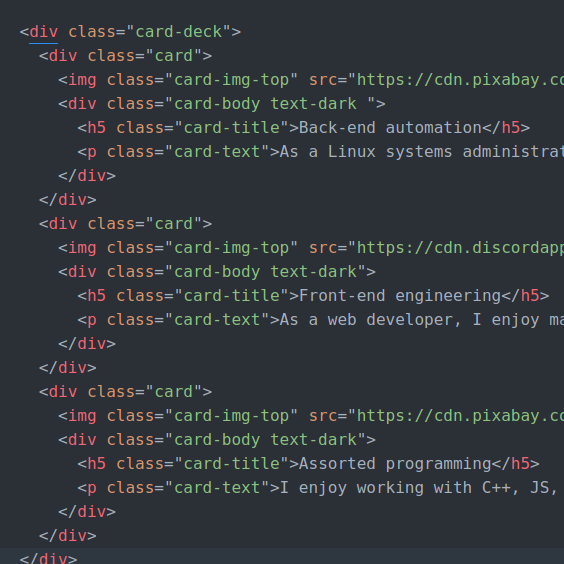 <div class="card-deck">
<div class="card">
<img class="card-img-top" src="https://cdn.pixabay.co
<div class="card-body text-dark ">
<h5 class="card-title">Back-end automation</h5>
<p class="card-text">As a Linux systems administrat
</div>
</div>
<div class="card">
<img class="card-img-top" src="https://cdn.discordapp
<div class="card-body text-dark">
<h5 class="card-title">Front-end engineering</h5>
<p class="card-text">As a web developer, I enjoy ma
</div>
</div>
<div class="card">
<img class="card-img-top" src="https://cdn.pixabay.co
<div class="card-body text-dark">
<h5 class="card-title">Assorted programming</h5>
<p class="card-text">I enjoy working with C++, JS,
</div>
</div>
</div>